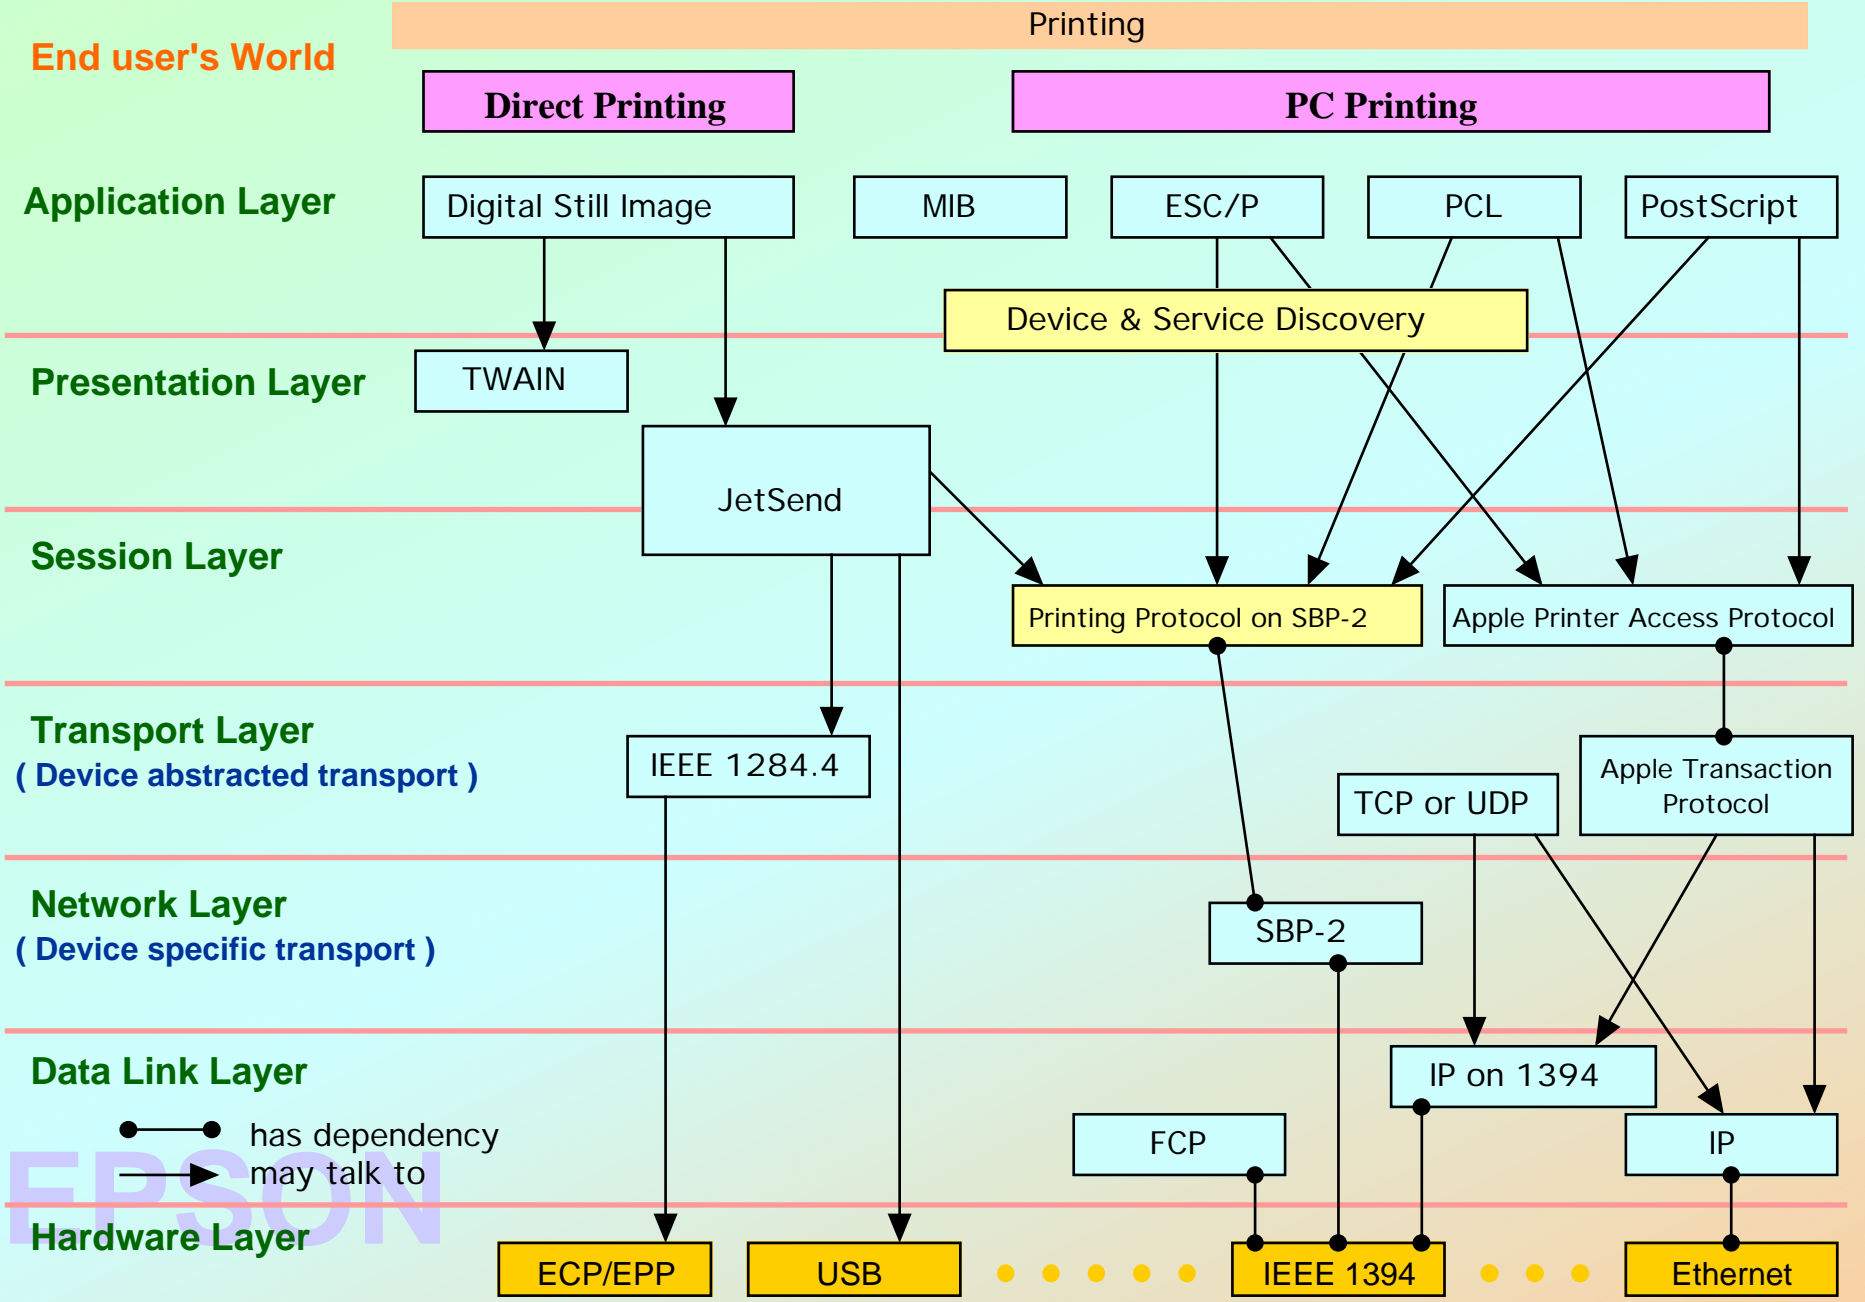 Printing
End user's World
Direct Printing
PC Printing
Application Layer
Digital Still Image
MIB
ESC/P
PCL
PostScript
Device & Service Discovery
Presentation Layer
TWAIN
JetSend
Session Layer
Printing Protocol on SBP-2
Apple Printer Access Protocol
Transport Layer
( Device abstracted transport )
IEEE 1284.4
TCP or UDP
Apple Transaction
Protocol
Network Layer
( Device specific transport )
SBP-2
Data Link Layer
IP on 1394
has dependency
may talk to
FCP
IP
EPSON
Hardware Layer
ECP/EPP
USB
IEEE 1394
Ethernet